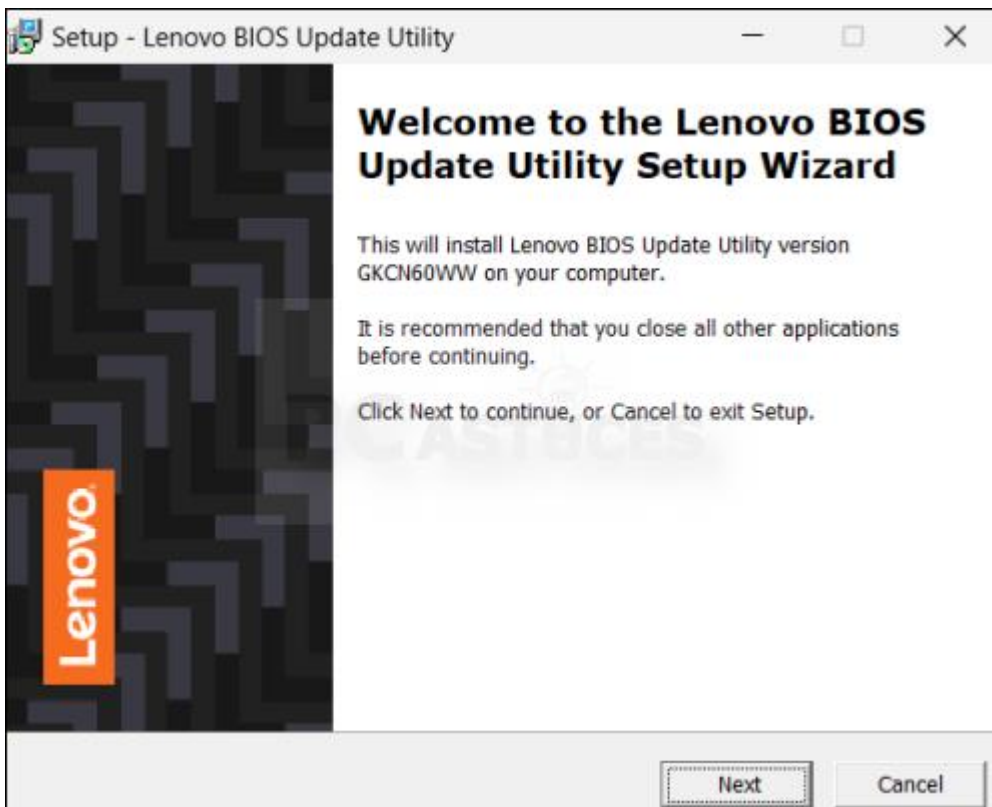 Setup - Lenovo BIOS Update Utility
Welcome to the Lenovo BIOS
Update Utility Setup Wizard
This will install Lenovo BIOS Update Utility version
GKCN60WW on your computer.
It is recommended that you close all other applications
before continuing.
Click Next to continue, or Cancel to exit Setup.
PC ASTUCES
Lenovo
Next
Cancel